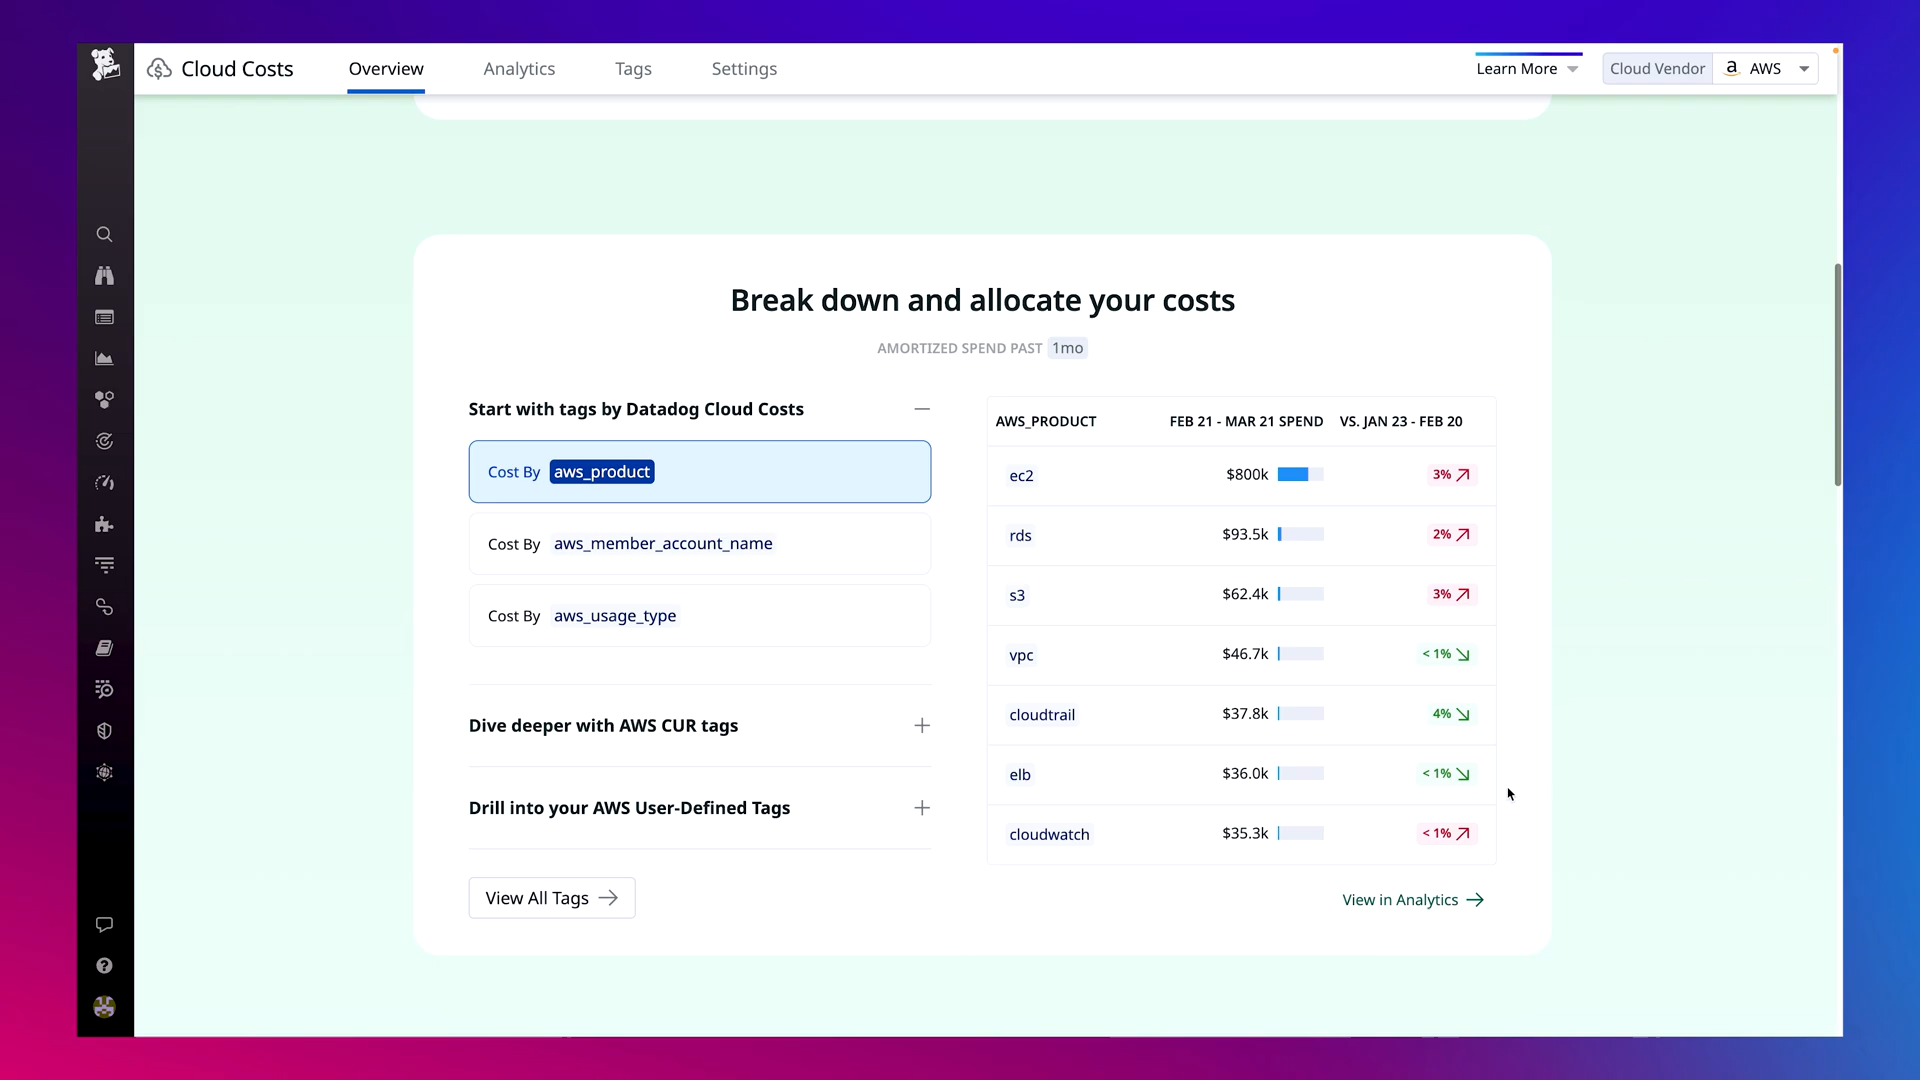 Cloud Costs Overview Analytics Tags Settings Learn More Cloud Vendor a AWS
Break down and allocate your costs
AMORTIZED SPEND PAST 1mo
Start with tags by Datadog Cloud Costs
Cost By aws_product
Cost By aws_member_account_name
Cost By aws_usage_type
Dive deeper with AWS CUR tags
Drill into your AWS User-Defined Tags
View All Tags
AWS_PRODUCT FEB 21 - MAR 21 SPEND VS. JAN 23 - FEB 20
ec2 $800k 3%
rds $93.5k 2%
s3 $62.4k 3%
vpc $46.7k < 1%
cloudtrail $37.8k 4%
elb $36.0k < 1%
cloudwatch $35.3k < 1%
View in Analytics